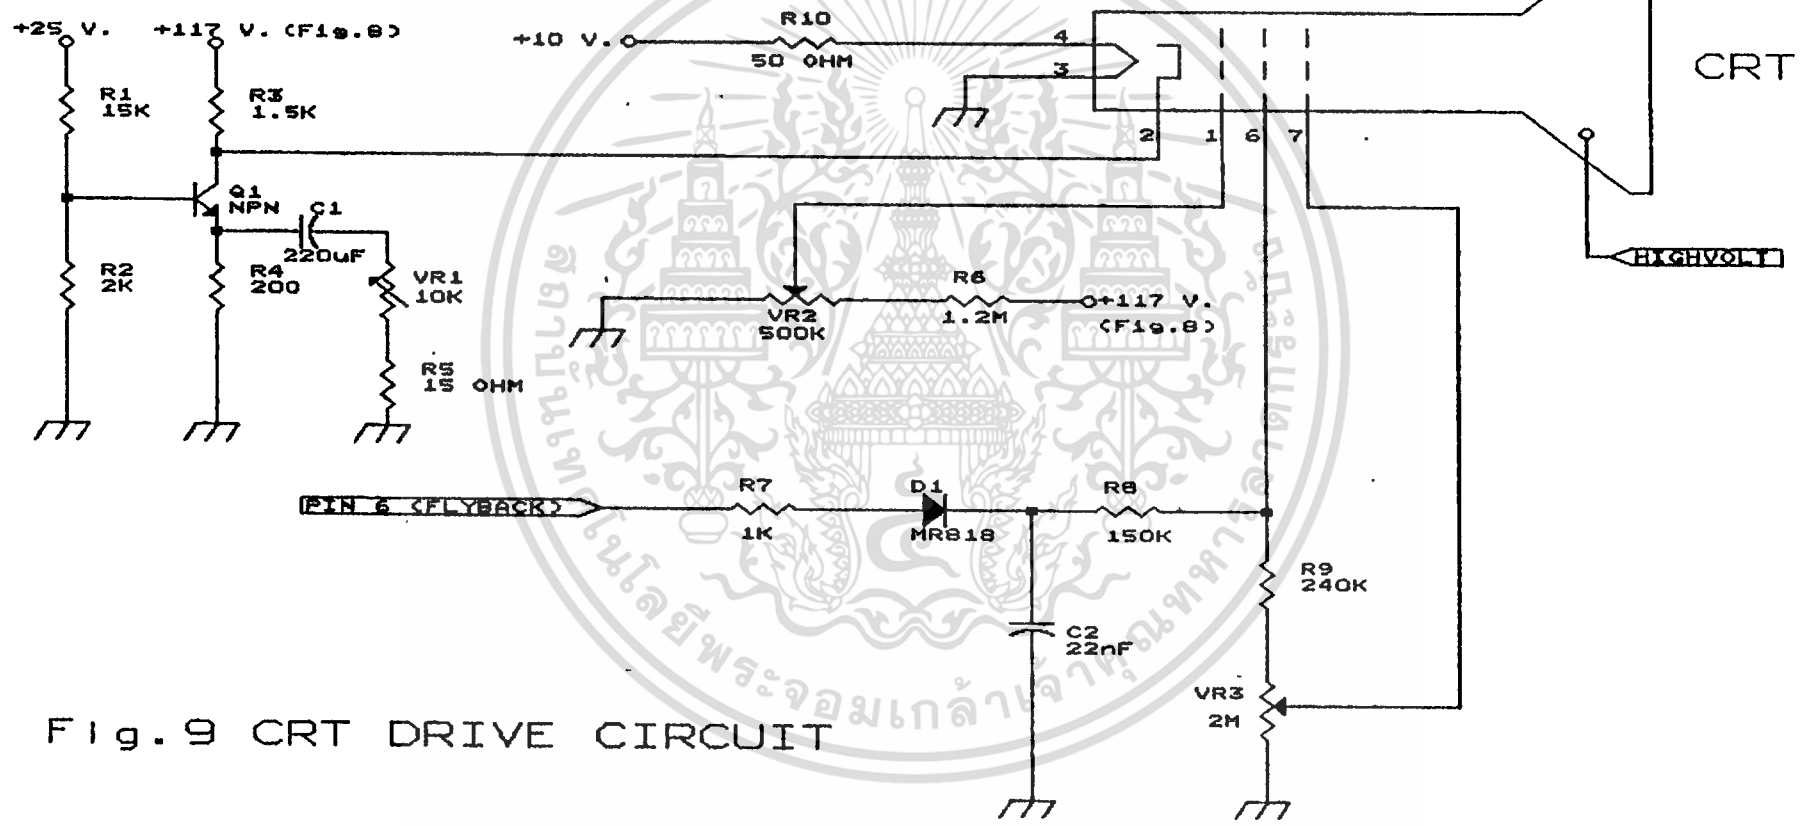 +25 V.
+117 V. (Fig.8)
+10 V.
R10
50 OHM
4
3
2
1
6
7
CRT
R1
15K
R3
1.5K
Q1
NPN
C1
220uF
R2
2K
R4
200
VR1
10K
R5
15 OHM
VR2
500K
R6
1.2M
+117 V.
(Fig.8)
HIGHVOLT
PIN 6 (FLYBACK)
R7
1K
D1
MR818
R8
150K
R9
240K
C2
22nF
VR3
2M
Fig.9 CRT DRIVE CIRCUIT